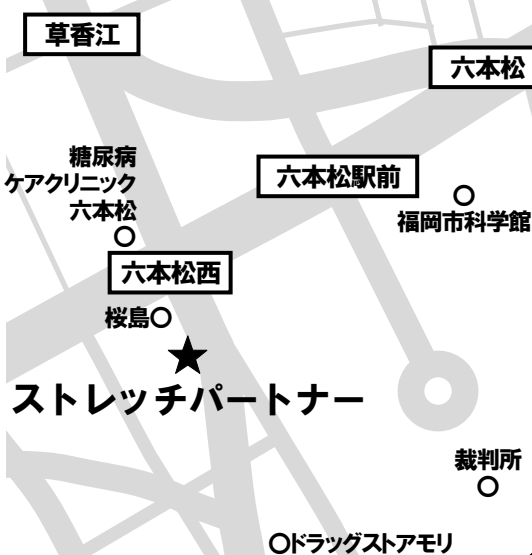 草香江
六本松
糖尿病
ケアクリニック
六本松
六本松駅前
福岡市科学館
六本松西
桜島
ストレッチパートナー
裁判所
ドラッグストアモリ